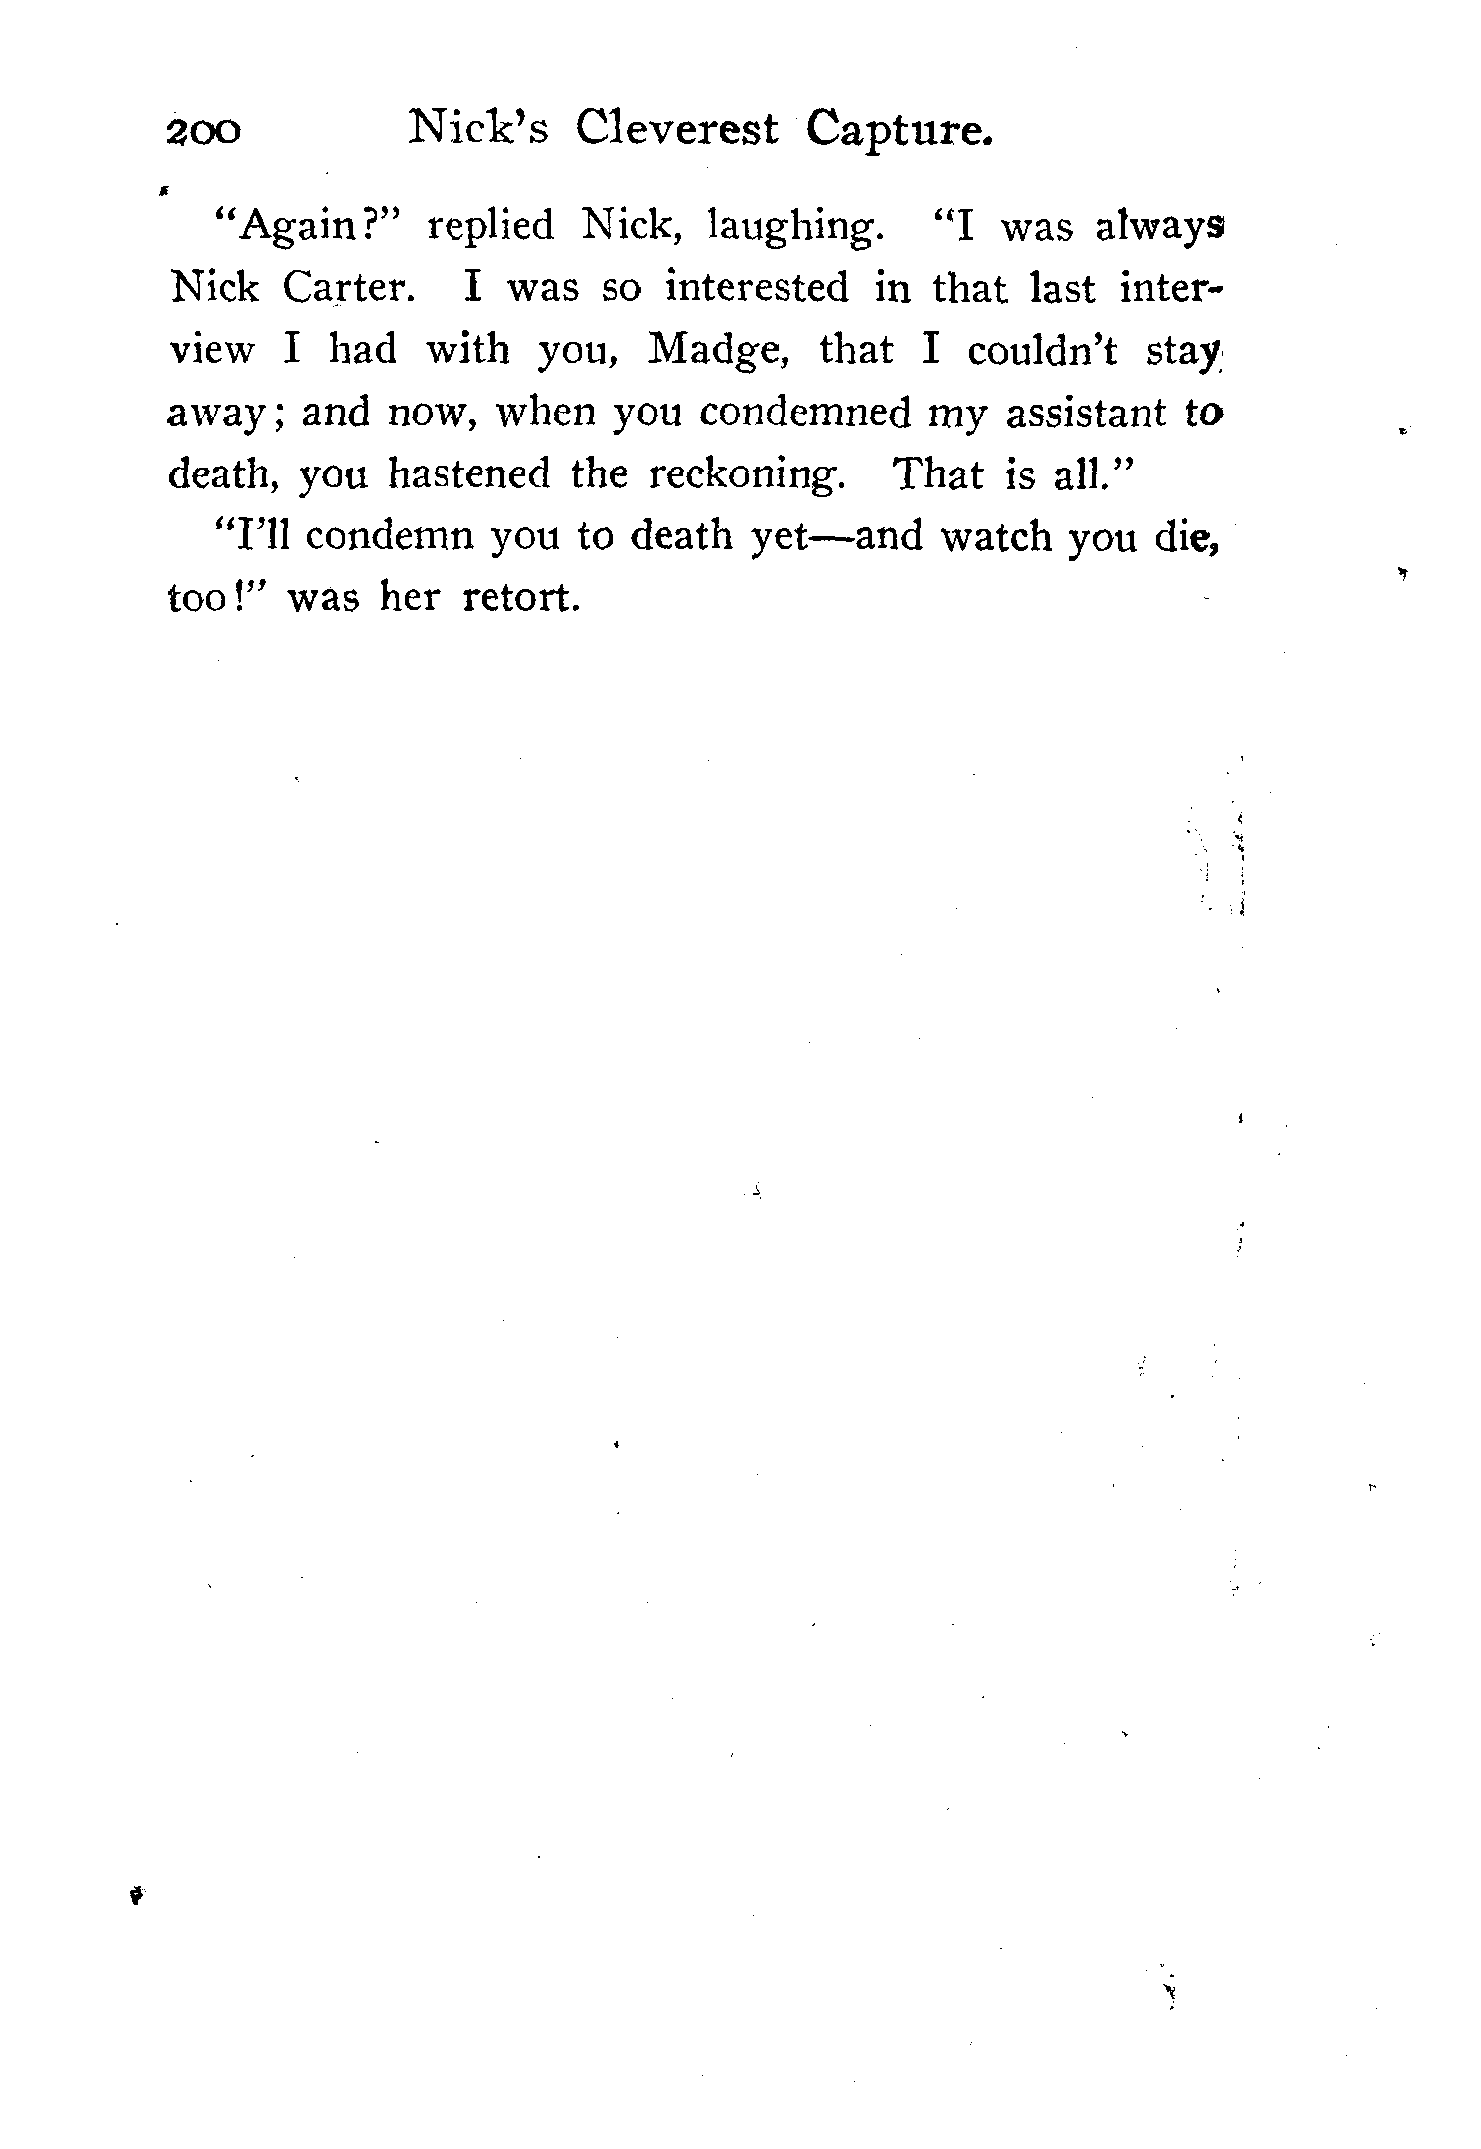 200 Nick's Cleverest Capture.
"Again?" replied Nick, laughing. "I was always
Nick Carter. I was so interested in that last inter-
view I had with you, Madge, that I couldn't stay
away; and now, when you condemned my assistant to
death, you hastened the reckoning. That is all."
"I'll condemn you to death yet—and watch you die,
too!" was her retort.